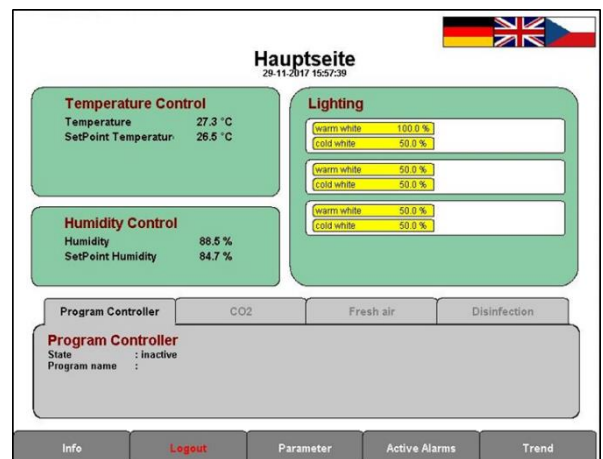 Hauptseite
29-11-2017 15:57:39
Temperature Control
Temperature 27.3 °C
SetPoint Temperatur 26.5 °C
Humidity Control
Humidity 88.5 %
SetPoint Humidity 84.7 %
Lighting
warm white 100.0 %
cold white 50.0 %
warm white 50.0 %
cold white 50.0 %
warm white 50.0 %
cold white 50.0 %
Program Controller CO2 Fresh air Disinfection
Program Controller
State : inactive
Program name :
Info Logout Parameter Active Alarms Trend